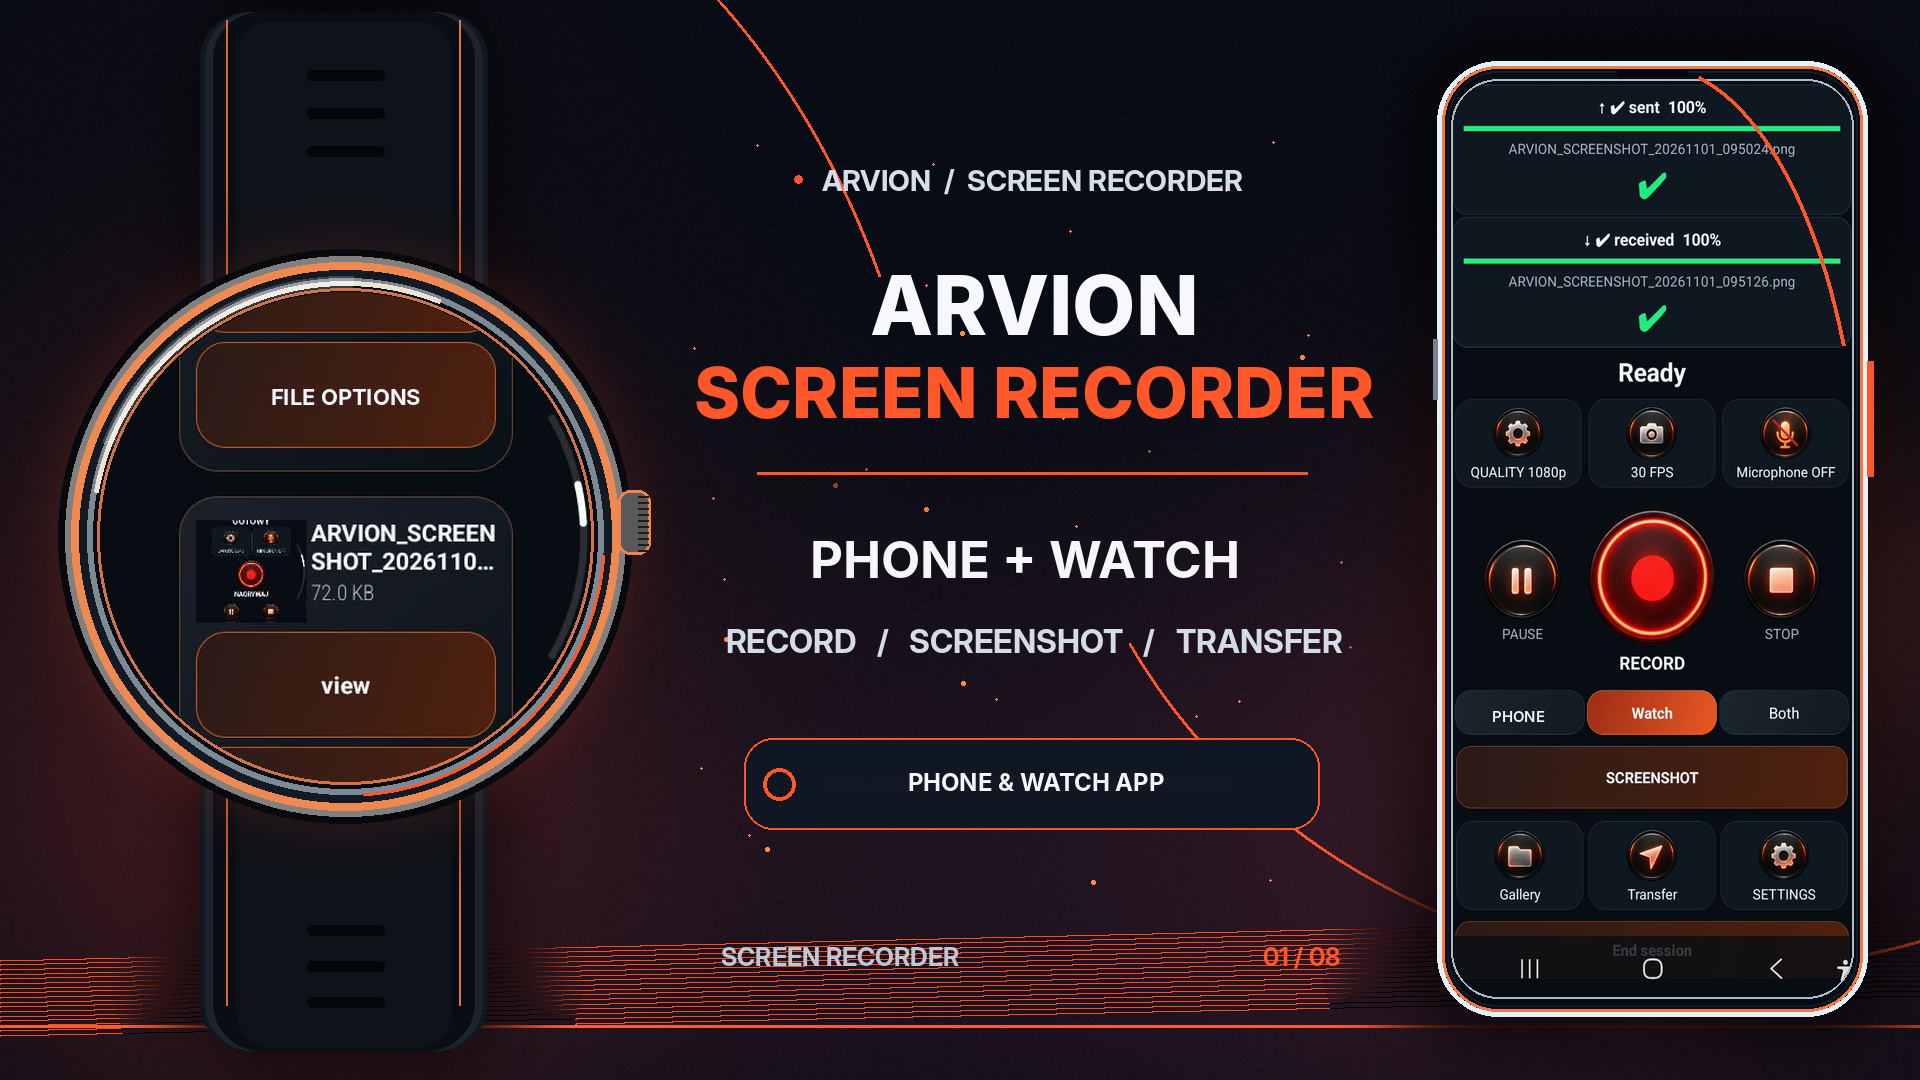 FILE OPTIONS
GOTOWY
ARVION_SCREEN
SHOT_2026110...
72.0 KB
NAGRYWAJ
view
ARVION / SCREEN RECORDER
ARVION
SCREEN RECORDER
PHONE + WATCH
RECORD / SCREENSHOT / TRANSFER
PHONE & WATCH APP
SCREEN RECORDER
01 / 08
↑ ✔ sent 100%
ARVION_SCREENSHOT_20261101_095024.png
✔
↓ ✔ received 100%
ARVION_SCREENSHOT_20261101_095126.png
✔
Ready
QUALITY 1080p
30 FPS
Microphone OFF
PAUSE
STOP
RECORD
PHONE
Watch
Both
SCREENSHOT
Gallery
Transfer
SETTINGS
End session